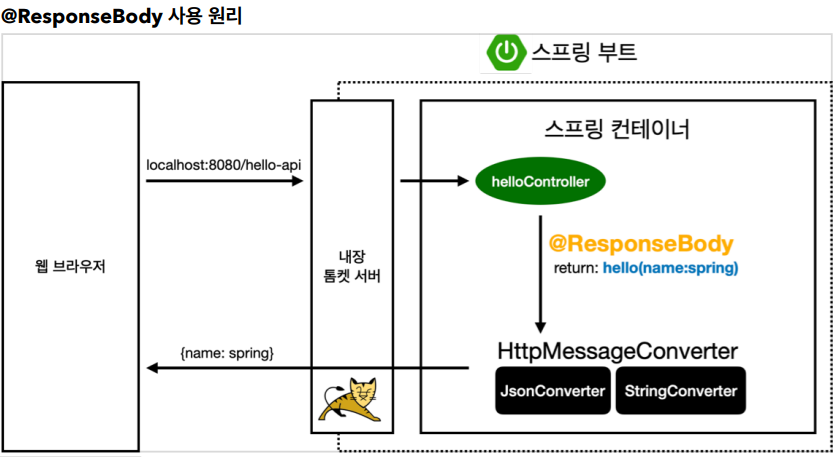 @ResponseBody 사용 원리
스프링 부트
스프링 컨테이너
localhost:8080/hello-api
helloController
@ResponseBody
return: hello(name:spring)
내장
톰켓 서버
웹 브라우저
{name: spring}
HttpMessageConverter
JsonConverter
StringConverter